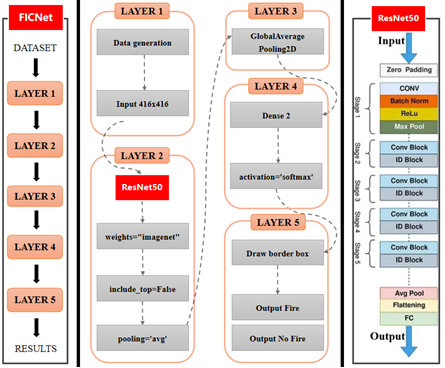 FICNet
DATASET
LAYER 1
LAYER 2
LAYER 3
LAYER 4
LAYER 5
RESULTS
LAYER 1
Data generation
Input 416x416
LAYER 2
ResNet50
weights="imagenet"
include_top=False
pooling='avg'
LAYER 3
GlobalAverage
Pooling2D
LAYER 4
Dense 2
activation='softmax'
LAYER 5
Draw border box
Output Fire
Output No Fire
ResNet50
Input
Zero Padding
Stage 1
CONV
Batch Norm
ReLu
Max Pool
Stage 2
Conv Block
ID Block
Stage 3
Conv Block
ID Block
Stage 4
Conv Block
ID Block
Stage 5
Conv Block
ID Block
Avg Pool
Flattening
FC
Output